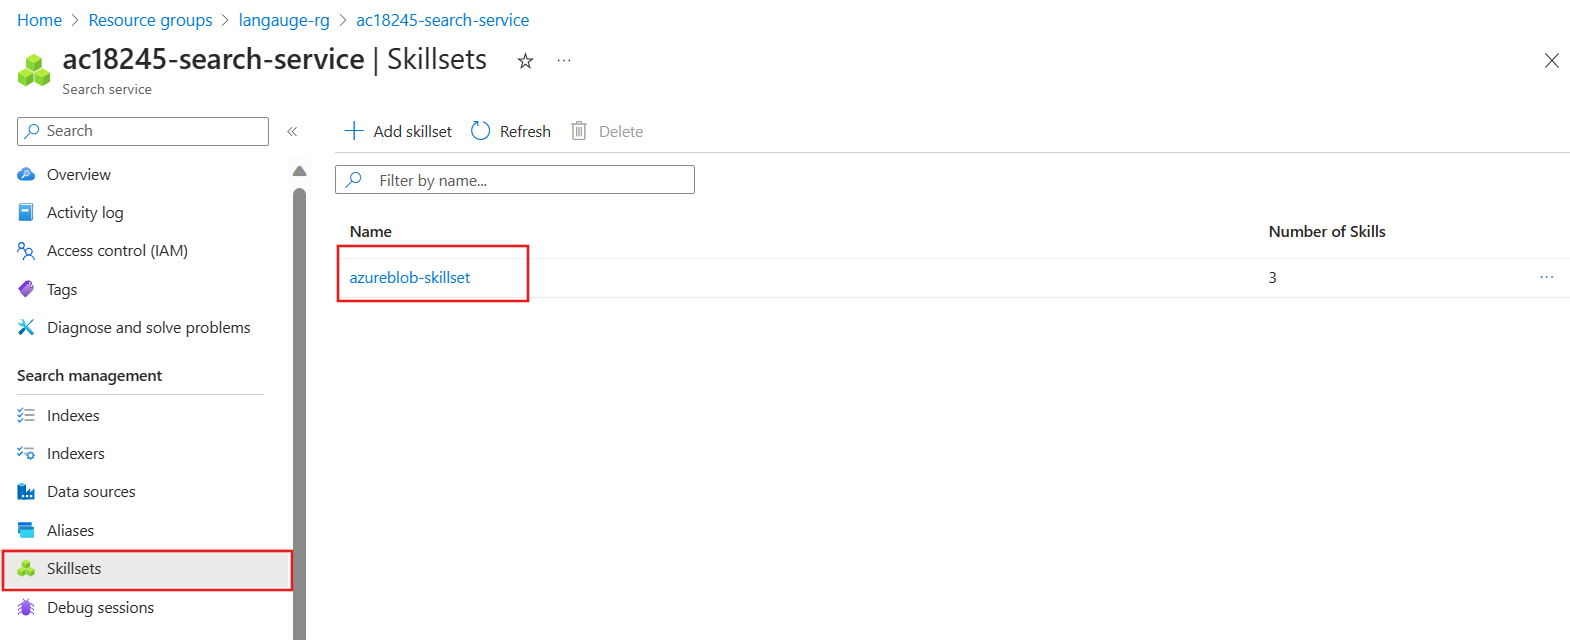 Home > Resource groups > langauge-rg > ac18245-search-service
ac18245-search-service | Skillsets
Search service
Search
Add skillset Refresh Delete
Overview
Activity log
Access control (IAM)
Tags
Diagnose and solve problems
Search management
Indexes
Indexers
Data sources
Aliases
Skillsets
Debug sessions
Filter by name...
Name Number of Skills
azureblob-skillset 3